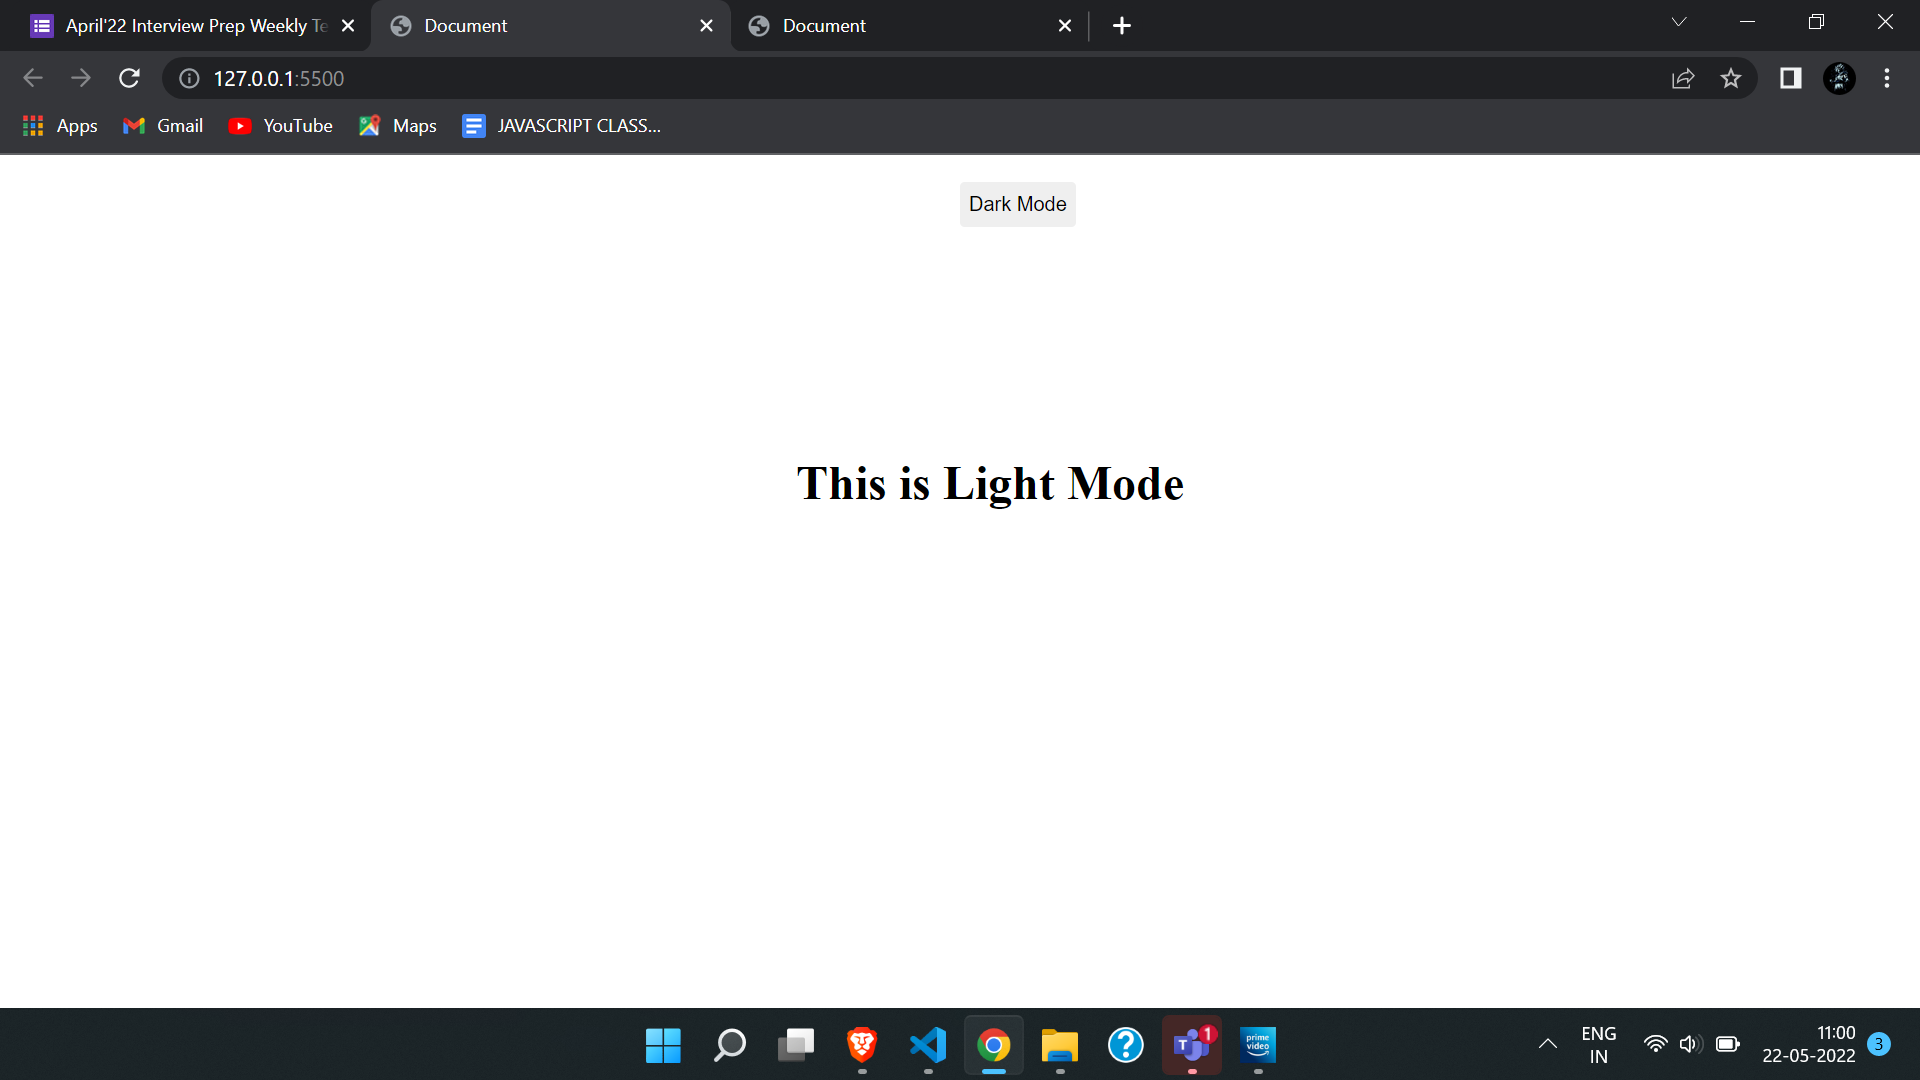 April'22 Interview Prep Weekly Te
Document
Document
127.0.0.1:5500
Apps
Gmail
YouTube
Maps
JAVASCRIPT CLASS...
Dark Mode
This is Light Mode
T
1
prime
video
ENG
IN
11:00
22-05-2022
3